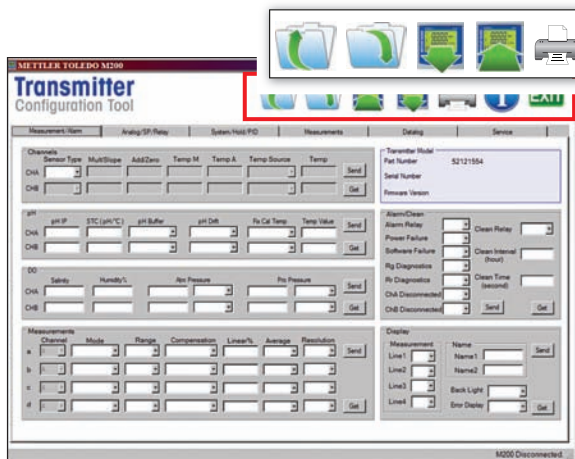 METTLER TOLEDO M200
Transmitter
Configuration Tool
EXIT
Measurement/Alarm Analog/SP/Relay System/Hold/PID Measurements Datalog Service
Channels
Sensor Type MultiSlope Add/Zero Temp M Temp A Temp Source Temp
CHA Send
CHB Get
Transmitter Model
Part Number 52121554
Serial Number
Firmware Version
pH
pH IP STC (pH/°C) pH Buffer pH Drift Fix Cal Temp Temp Value
CHA Send
CHB Get
DO
Salinity Humidity% Abs Pressure Pro Pressure
CHA Send
CHB Get
Alarm/Clean
Alarm Relay Clean Relay
Power Failure
Software Failure Clean Interval
(hour)
Rg Diagnostics
Rr Diagnostics Clean Time
(second)
ChA Disconnected
ChB Disconnected Send Get
Measurements
Channel Mode Range Compensation Linear% Average Resolution
a Send
b
c
d Get
Display
Measurement Name
Line1 Name1 Send
Line2 Name2
Line3 Back Light
Line4 Error Display Get
M200 Disconnected